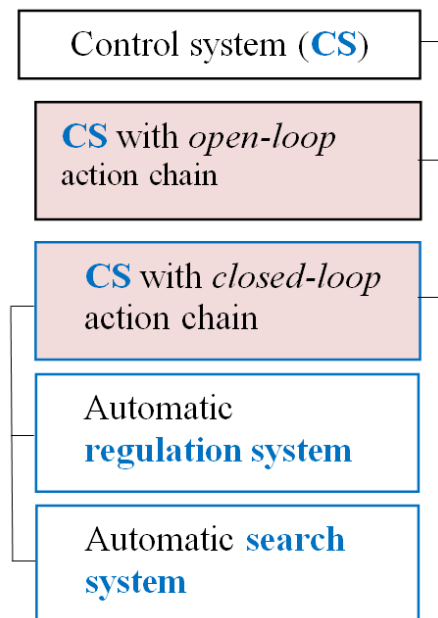 Control system (CS)
CS with open-loop
action chain
CS with closed-loop
action chain
Automatic
regulation system
Automatic search
system